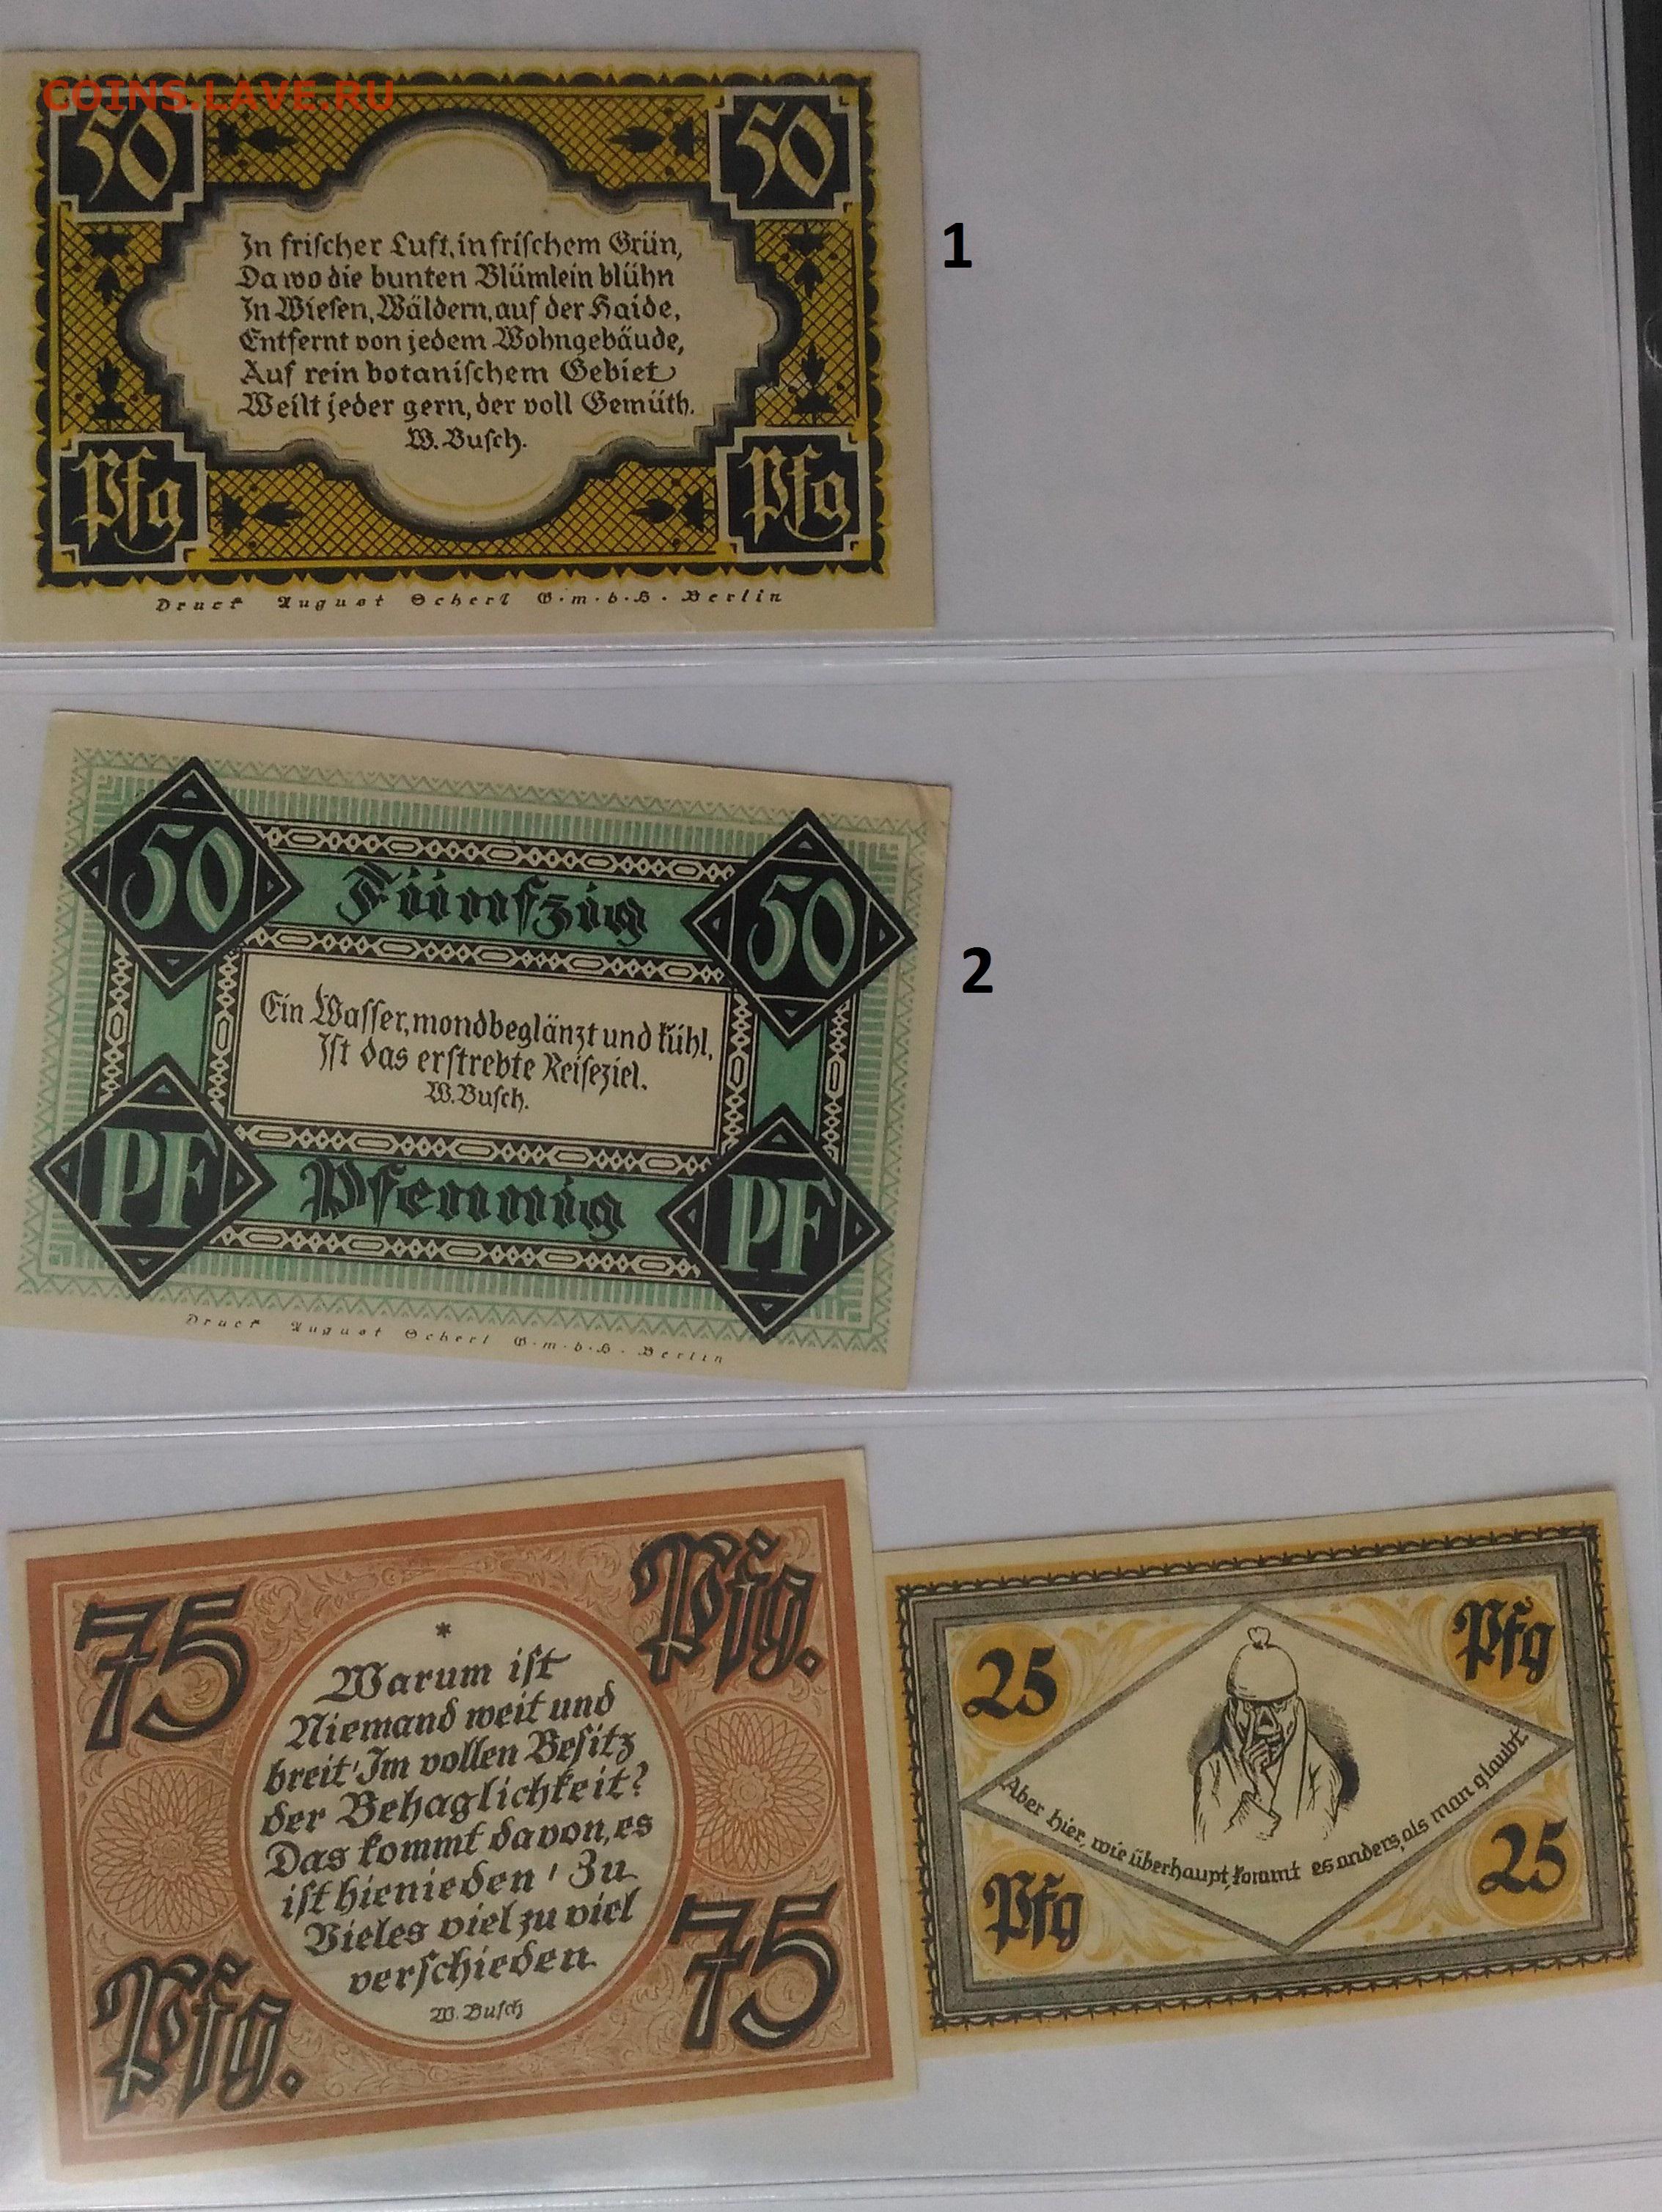 COINS.LAVE.RU
50 50
In frischer Luft, in frischem Grün,
Da wo die bunten Blümlein blühn
In Wiesen, Wäldern, auf der Haide,
Entfernt von jedem Wohngebäude,
Auf rein botanischem Gebiet
Weilt jeder gern, der voll Gemüth.
W. Busch.
Pfg Pfg
Druck August Scherl G.m.b.H. Berlin
1
50 Fünfzig 50
Ein Wasser, mondbeglänzt und kühl,
Ist das erstrebte Reiseziel.
W. Busch.
PF Pfennig PF
Druck August Scherl G.m.b.H. Berlin
2
75 Pfg.
*
Warum ist
Niemand weit und
breit' Im vollen Besitz
der Behaglichkeit?
Das kommt davon, es
ist hienieden ' Zu
Vieles viel zu viel
verschieden.
W. Busch
Pfg. 75
25 Pfg
Aber hier, wie überhaupt, kommt es anders, als man glaubt.
Pfg 25